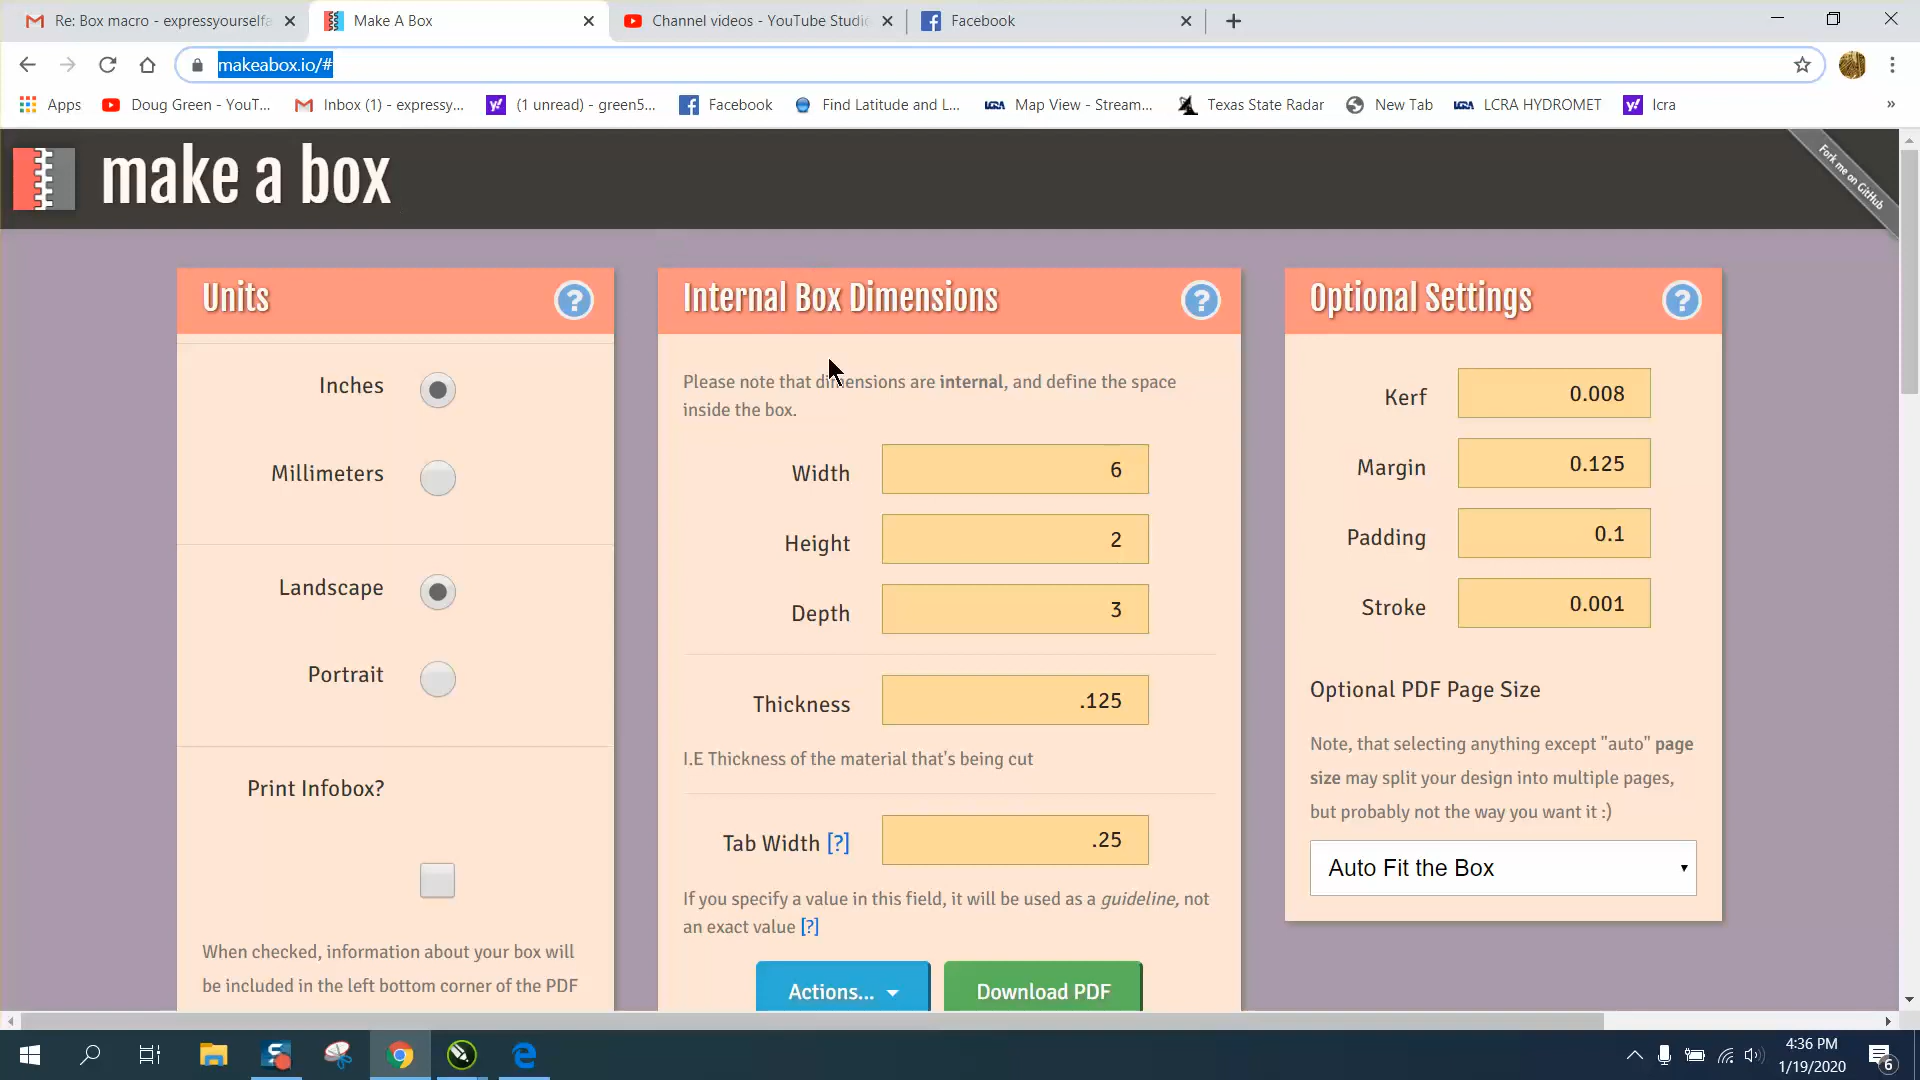 Re: Box macro - expressyourselfa
Make A Box
Channel videos - YouTube Studio
Facebook
makeabox.io/#
Apps
Doug Green - YouT...
Inbox (1) - expressy...
(1 unread) - green5...
Facebook
Find Latitude and L...
Map View - Stream...
Texas State Radar
New Tab
LCRA HYDROMET
lcra
»
make a box
Fork me on GitHub
Units
?
Inches
Millimeters
Landscape
Portrait
Print Infobox?
When checked, information about your box will
be included in the left bottom corner of the PDF
Internal Box Dimensions
?
Please note that dimensions are internal, and define the space
inside the box.
Width 6
Height 2
Depth 3
Thickness .125
I.E Thickness of the material that's being cut
Tab Width [?] .25
If you specify a value in this field, it will be used as a guideline, not
an exact value [?]
Actions...
Download PDF
Optional Settings
?
Kerf 0.008
Margin 0.125
Padding 0.1
Stroke 0.001
Optional PDF Page Size
Note, that selecting anything except "auto" page
size may split your design into multiple pages,
but probably not the way you want it :)
Auto Fit the Box
4:36 PM
1/19/2020
6